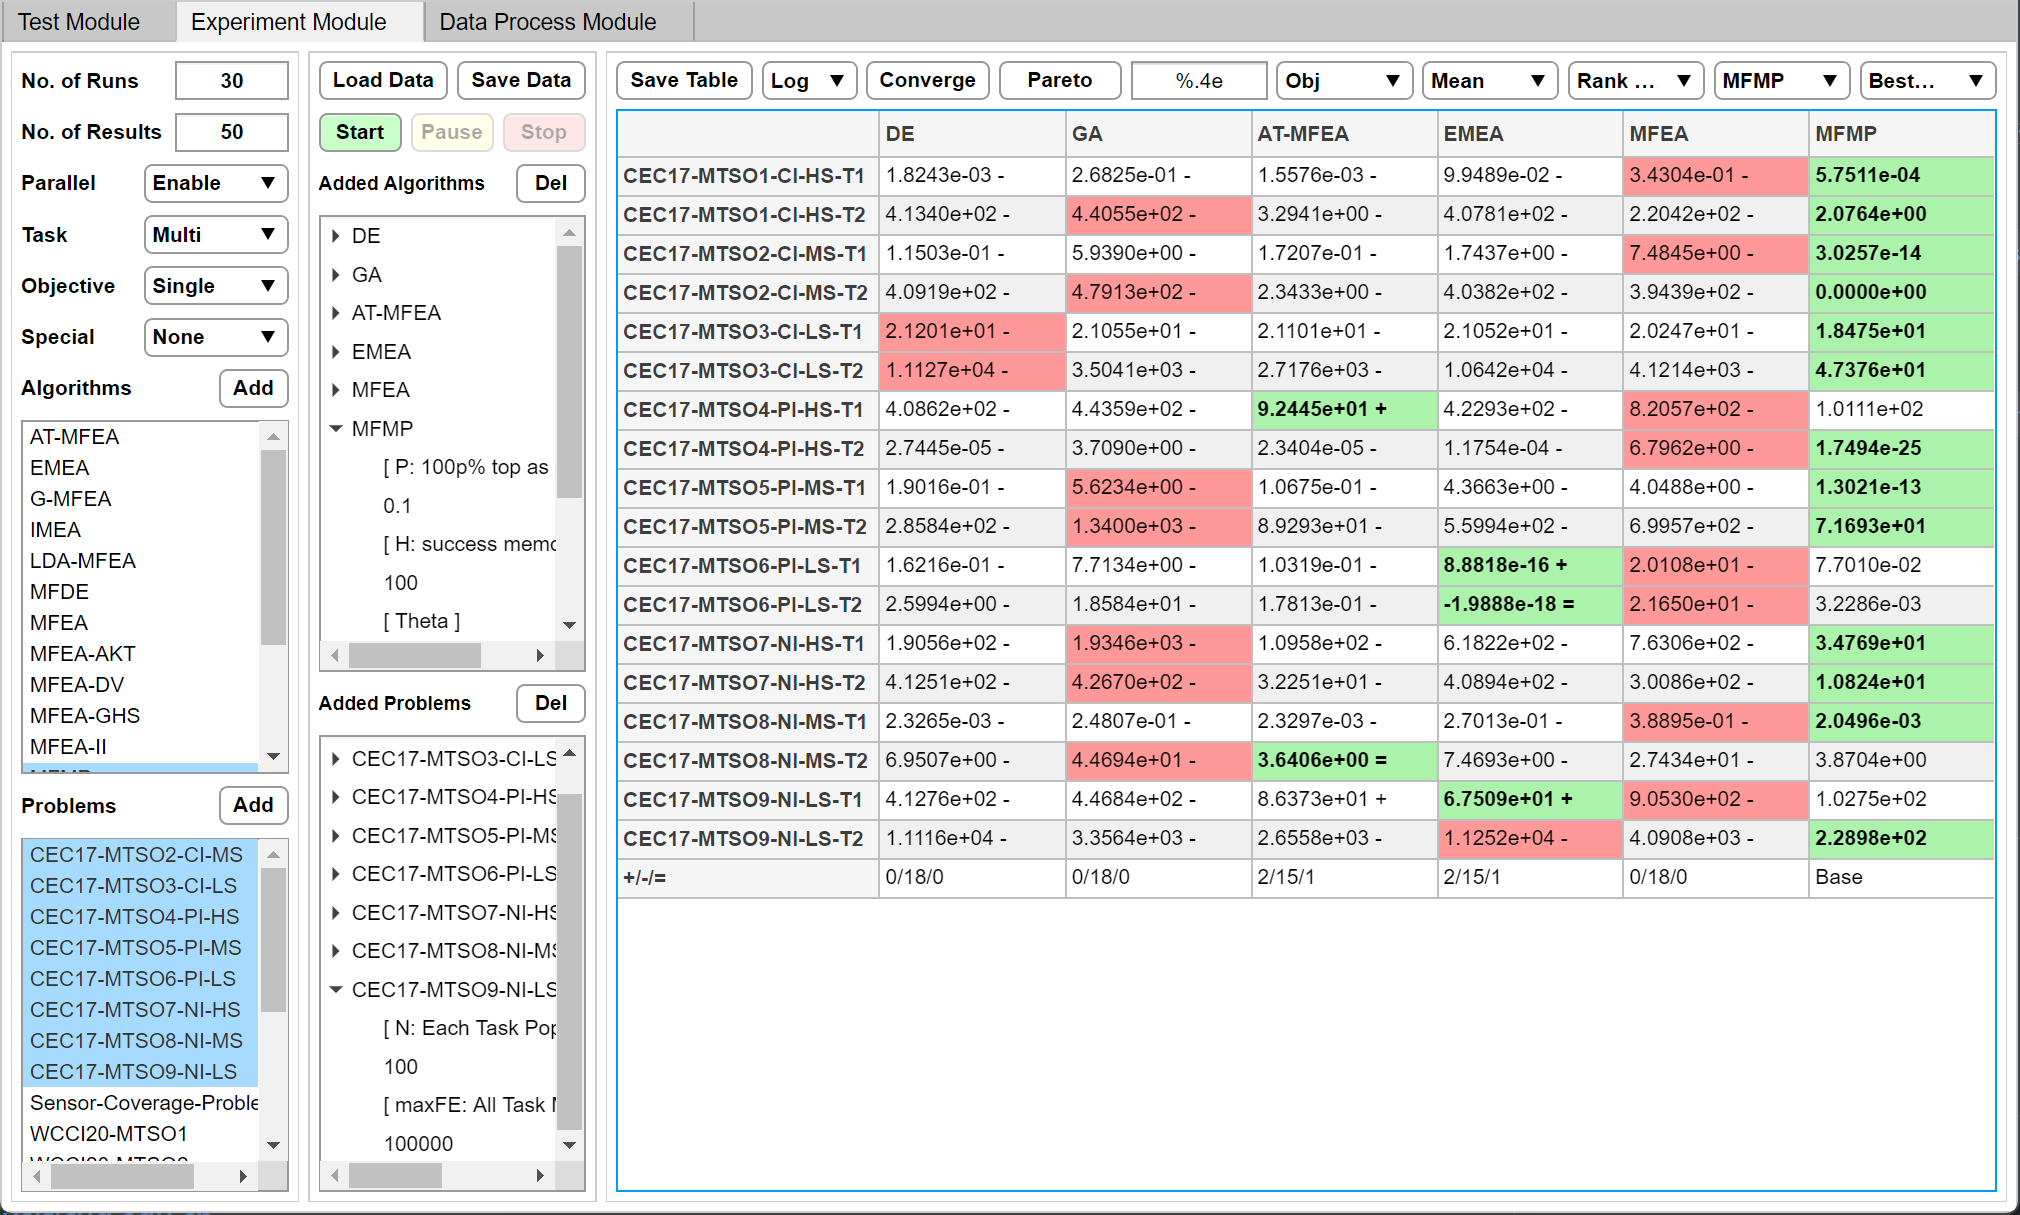 Test Module
Experiment Module
Data Process Module
No. of Runs 30
No. of Results 50
Parallel Enable
Task Multi
Objective Single
Special None
Algorithms Add
AT-MFEA
EMEA
G-MFEA
IMEA
LDA-MFEA
MFDE
MFEA
MFEA-AKT
MFEA-DV
MFEA-GHS
MFEA-II
Problems Add
CEC17-MTSO2-CI-MS
CEC17-MTSO3-CI-LS
CEC17-MTSO4-PI-HS
CEC17-MTSO5-PI-MS
CEC17-MTSO6-PI-LS
CEC17-MTSO7-NI-HS
CEC17-MTSO8-NI-MS
CEC17-MTSO9-NI-LS
Sensor-Coverage-Proble
WCCI20-MTSO1
Load Data Save Data
Start Pause Stop
Added Algorithms Del
DE
GA
AT-MFEA
EMEA
MFEA
MFMP
[ P: 100p% top as
0.1
[ H: success memo
100
[ Theta ]
Added Problems Del
CEC17-MTSO3-CI-LS
CEC17-MTSO4-PI-HS
CEC17-MTSO5-PI-MS
CEC17-MTSO6-PI-LS
CEC17-MTSO7-NI-HS
CEC17-MTSO8-NI-MS
CEC17-MTSO9-NI-LS
[ N: Each Task Pop
100
[ maxFE: All Task
100000
Save Table Log Converge Pareto %.4e Obj Mean Rank ... MFMP Best...
DE GA AT-MFEA EMEA MFEA MFMP
CEC17-MTSO1-CI-HS-T1 1.8243e-03 - 2.6825e-01 - 1.5576e-03 - 9.9489e-02 - 3.4304e-01 - 5.7511e-04
CEC17-MTSO1-CI-HS-T2 4.1340e+02 - 4.4055e+02 - 3.2941e+00 - 4.0781e+02 - 2.2042e+02 - 2.0764e+00
CEC17-MTSO2-CI-MS-T1 1.1503e-01 - 5.9390e+00 - 1.7207e-01 - 1.7437e+00 - 7.4845e+00 - 3.0257e-14
CEC17-MTSO2-CI-MS-T2 4.0919e+02 - 4.7913e+02 - 2.3433e+00 - 4.0382e+02 - 3.9439e+02 - 0.0000e+00
CEC17-MTSO3-CI-LS-T1 2.1201e+01 - 2.1055e+01 - 2.1101e+01 - 2.1052e+01 - 2.0247e+01 - 1.8475e+01
CEC17-MTSO3-CI-LS-T2 1.1127e+04 - 3.5041e+03 - 2.7176e+03 - 1.0642e+04 - 4.1214e+03 - 4.7376e+01
CEC17-MTSO4-PI-HS-T1 4.0862e+02 - 4.4359e+02 - 9.2445e+01 + 4.2293e+02 - 8.2057e+02 - 1.0111e+02
CEC17-MTSO4-PI-HS-T2 2.7445e-05 - 3.7090e+00 - 2.3404e-05 - 1.1754e-04 - 6.7962e+00 - 1.7494e-25
CEC17-MTSO5-PI-MS-T1 1.9016e-01 - 5.6234e+00 - 1.0675e-01 - 4.3663e+00 - 4.0488e+00 - 1.3021e-13
CEC17-MTSO5-PI-MS-T2 2.8584e+02 - 1.3400e+03 - 8.9293e+01 - 5.5994e+02 - 6.9957e+02 - 7.1693e+01
CEC17-MTSO6-PI-LS-T1 1.6216e-01 - 7.7134e+00 - 1.0319e-01 - 8.8818e-16 + 2.0108e+01 - 7.7010e-02
CEC17-MTSO6-PI-LS-T2 2.5994e+00 - 1.8584e+01 - 1.7813e-01 - -1.9888e-18 = 2.1650e+01 - 3.2286e-03
CEC17-MTSO7-NI-HS-T1 1.9056e+02 - 1.9346e+03 - 1.0958e+02 - 6.1822e+02 - 7.6306e+02 - 3.4769e+01
CEC17-MTSO7-NI-HS-T2 4.1251e+02 - 4.2670e+02 - 3.2251e+01 - 4.0894e+02 - 3.0086e+02 - 1.0824e+01
CEC17-MTSO8-NI-MS-T1 2.3265e-03 - 2.4807e-01 - 2.3297e-03 - 2.7013e-01 - 3.8895e-01 - 2.0496e-03
CEC17-MTSO8-NI-MS-T2 6.9507e+00 - 4.4694e+01 - 3.6406e+00 = 7.4693e+00 - 2.7434e+01 - 3.8704e+00
CEC17-MTSO9-NI-LS-T1 4.1276e+02 - 4.4684e+02 - 8.6373e+01 + 6.7509e+01 + 9.0530e+02 - 1.0275e+02
CEC17-MTSO9-NI-LS-T2 1.1116e+04 - 3.3564e+03 - 2.6558e+03 - 1.1252e+04 - 4.0908e+03 - 2.2898e+02
+/-/= 0/18/0 0/18/0 2/15/1 2/15/1 0/18/0 Base